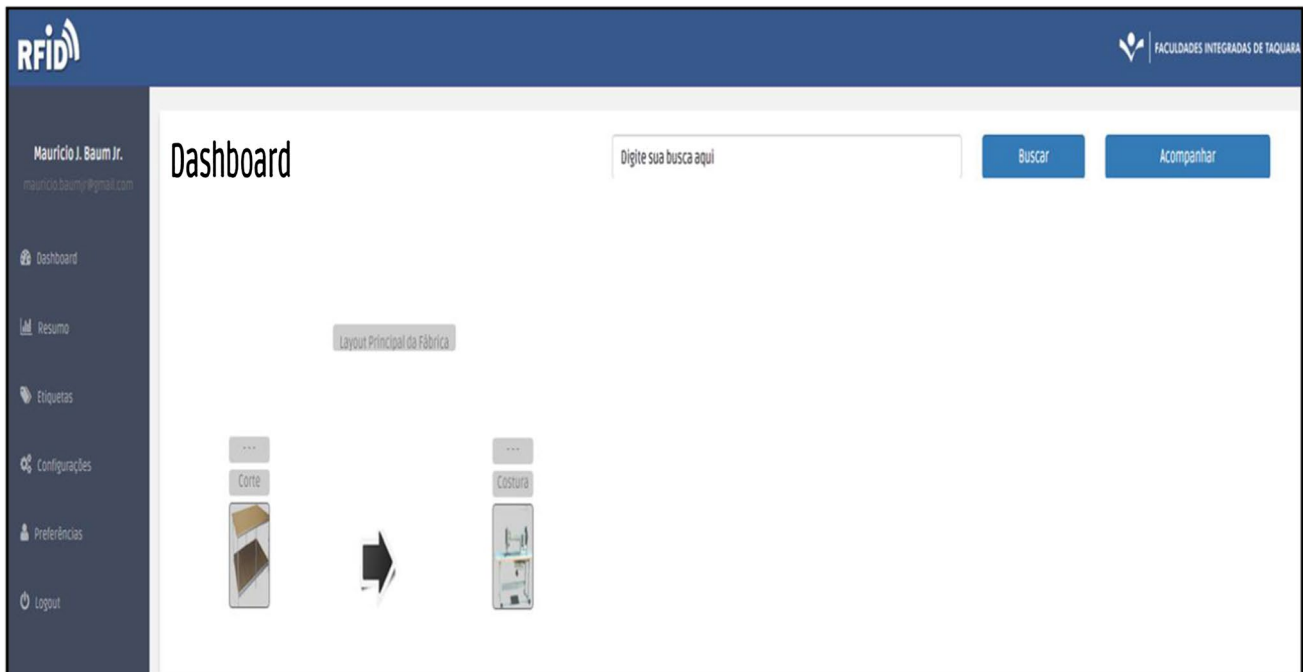 RFiD
FACULDADES INTEGRADAS DE TAQUARA
Mauricio J. Baum Jr.
mauricio.baumjr@gmail.com
Dashboard
Resumo
Etiquetas
Configurações
Preferências
Logout
Dashboard
Digite sua busca aqui
Buscar
Acompanhar
Layout Principal da Fábrica
---
Corte
---
Costura